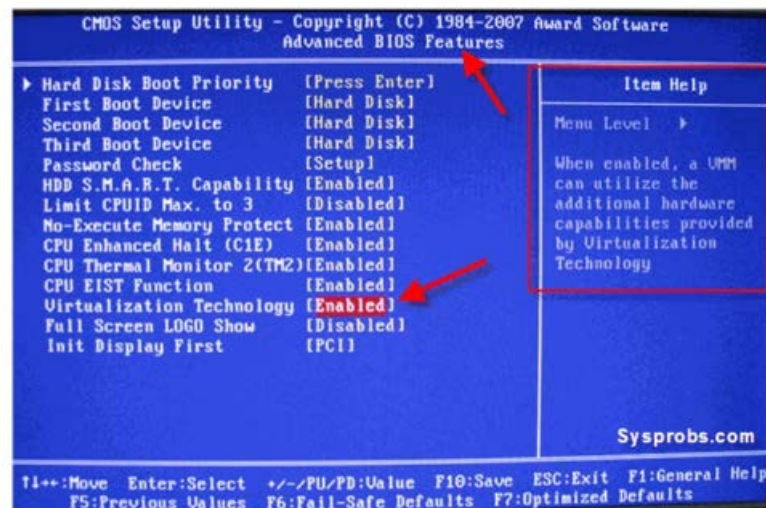 CMOS Setup Utility - Copyright (C) 1984-2007 Award Software
Advanced BIOS Features
Hard Disk Boot Priority [Press Enter]
First Boot Device [Hard Disk]
Second Boot Device [Hard Disk]
Third Boot Device [Hard Disk]
Password Check [Setup]
HDD S.M.A.R.T. Capability [Enabled]
Limit CPUID Max. to 3 [Disabled]
No-Execute Memory Protect [Enabled]
CPU Enhanced Halt (C1E) [Enabled]
CPU Thermal Monitor 2(TM2)[Enabled]
CPU EIST Function [Enabled]
Virtualization Technology [Enabled]
Full Screen LOGO Show [Disabled]
Init Display First [PCI]
Item Help
Menu Level
When enabled, a VMM
can utilize the
additional hardware
capabilities provided
by Virtualization
Technology
Sysprobs.com
↑↓→←:Move Enter:Select +/-/PU/PD:Value F10:Save ESC:Exit F1:General Help
F5:Previous Values F6:Fail-Safe Defaults F7:Optimized Defaults